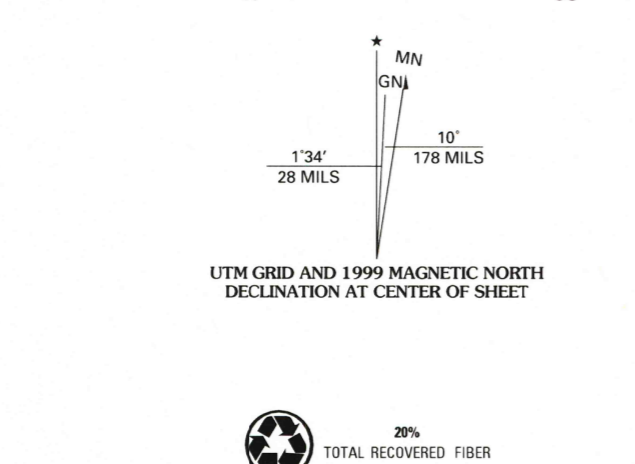 ★
MN
GN
1°34′
28 MILS
10°
178 MILS
UTM GRID AND 1999 MAGNETIC NORTH
DECLINATION AT CENTER OF SHEET
20%
TOTAL RECOVERED FIBER